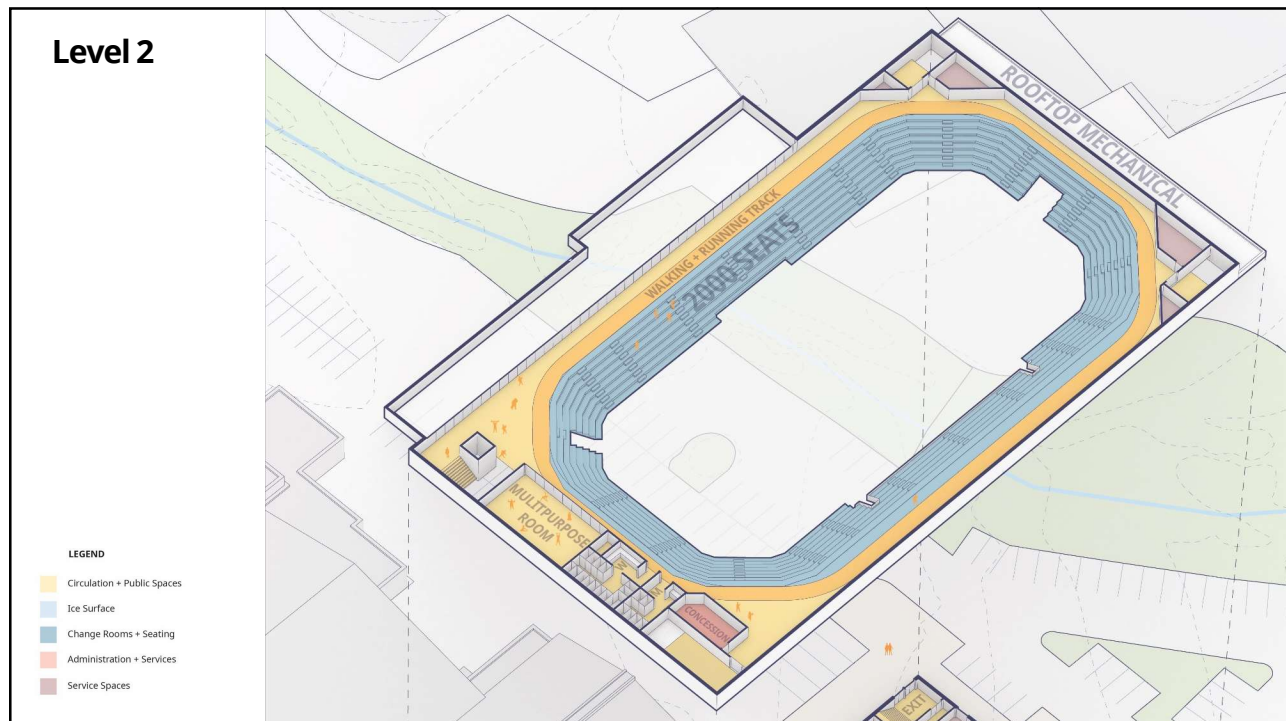 Level 2
ROOFTOP MECHANICAL
WALKING + RUNNING TRACK
2000 SEATS
MULITPURPOSE
ROOM
W
M
CONCESSION
EXIT
LEGEND
Circulation + Public Spaces
Ice Surface
Change Rooms + Seating
Administration + Services
Service Spaces